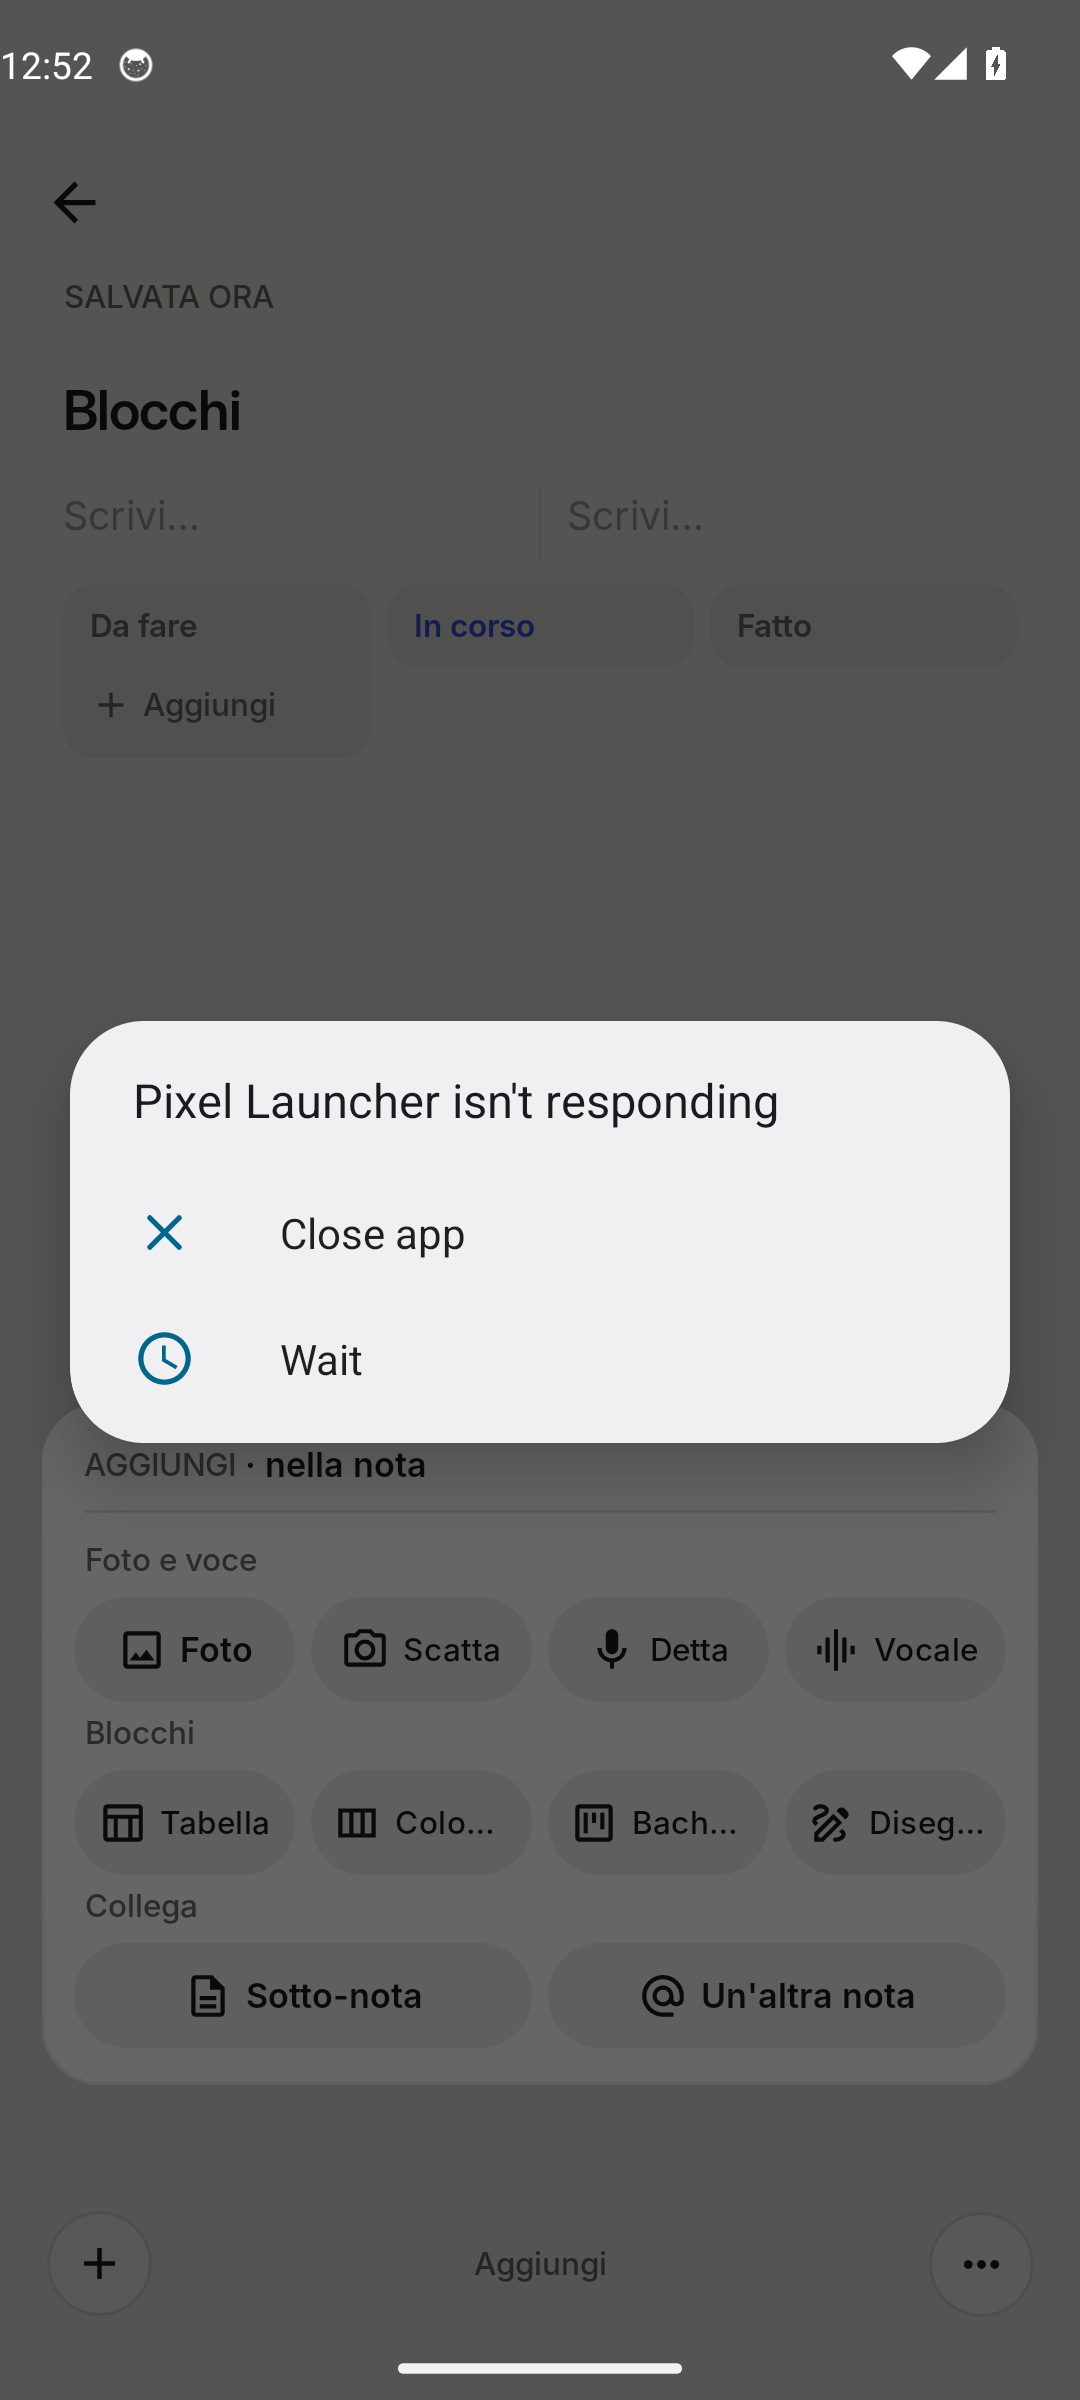 12:52
SALVATA ORA
Blocchi
Scrivi...
Scrivi...
Da fare
In corso
Fatto
+ Aggiungi
Pixel Launcher isn't responding
Close app
Wait
AGGIUNGI · nella nota
Foto e voce
Foto
Scatta
Detta
Vocale
Blocchi
Tabella
Colo...
Bach...
Diseg...
Collega
Sotto-nota
Un'altra nota
Aggiungi